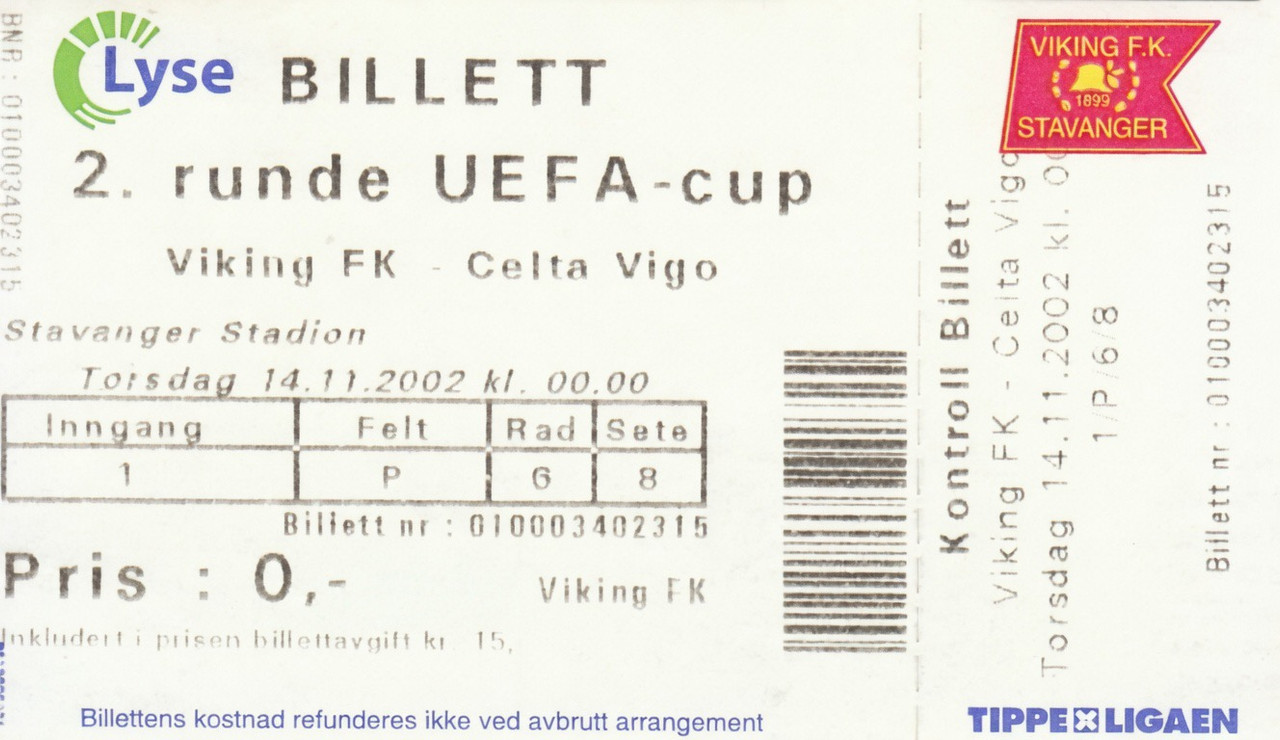 BNR : 010003402315
Lyse BILLETT
2. runde UEFA-cup
Viking FK - Celta Vigo
Stavanger Stadion
Torsdag 14.11.2002 kl. 00.00
Inngang Felt Rad Sete
1 P 6 8
Billett nr : 010003402315
Pris : 0,-
Viking FK
Inkludert i prisen billettavgift kr. 15,
Billettens kostnad refunderes ikke ved avbrutt arrangement
VIKING F.K.
1899
STAVANGER
Kontroll Billett
Viking FK - Celta Vigo
Torsdag 14.11.2002 kl. 0
1/P/6/8
Billett nr : 010003402315
TIPPELIGAEN